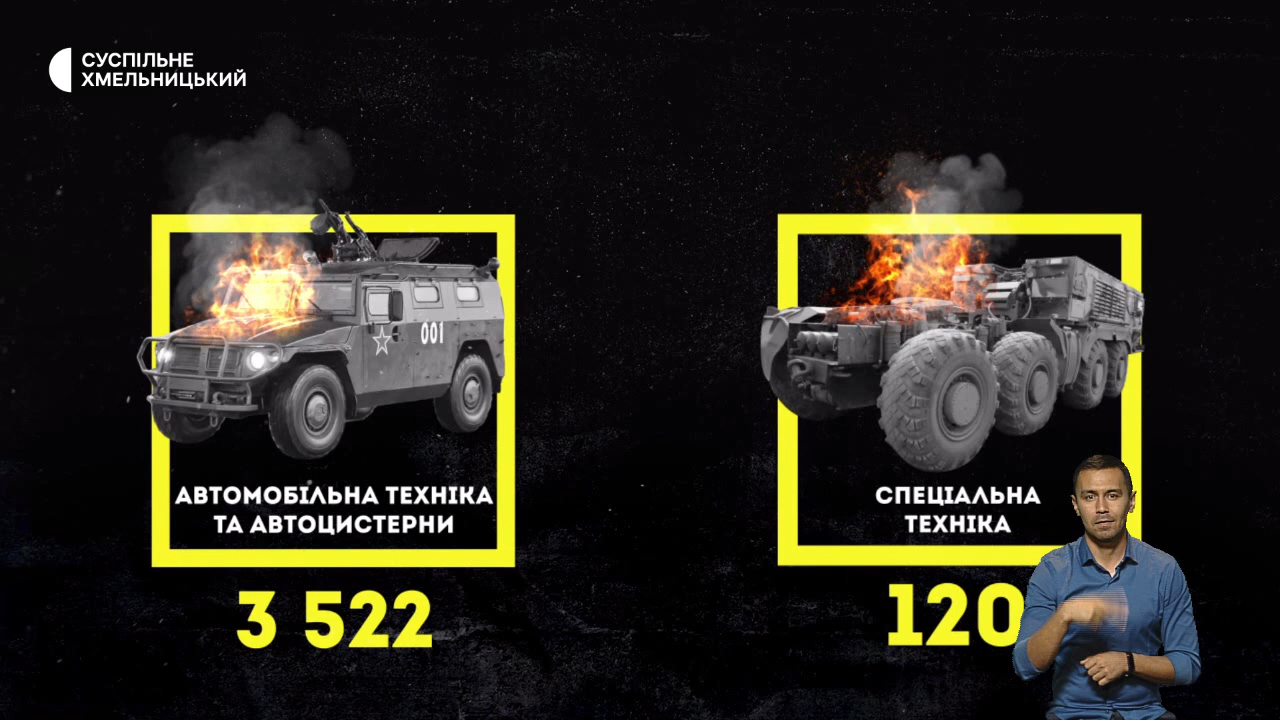 СУСПІЛЬНЕ
ХМЕЛЬНИЦЬКИЙ
001
АВТОМОБІЛЬНА ТЕХНІКА
ТА АВТОЦИСТЕРНИ
СПЕЦІАЛЬНА
ТЕХНІКА
3 522
120